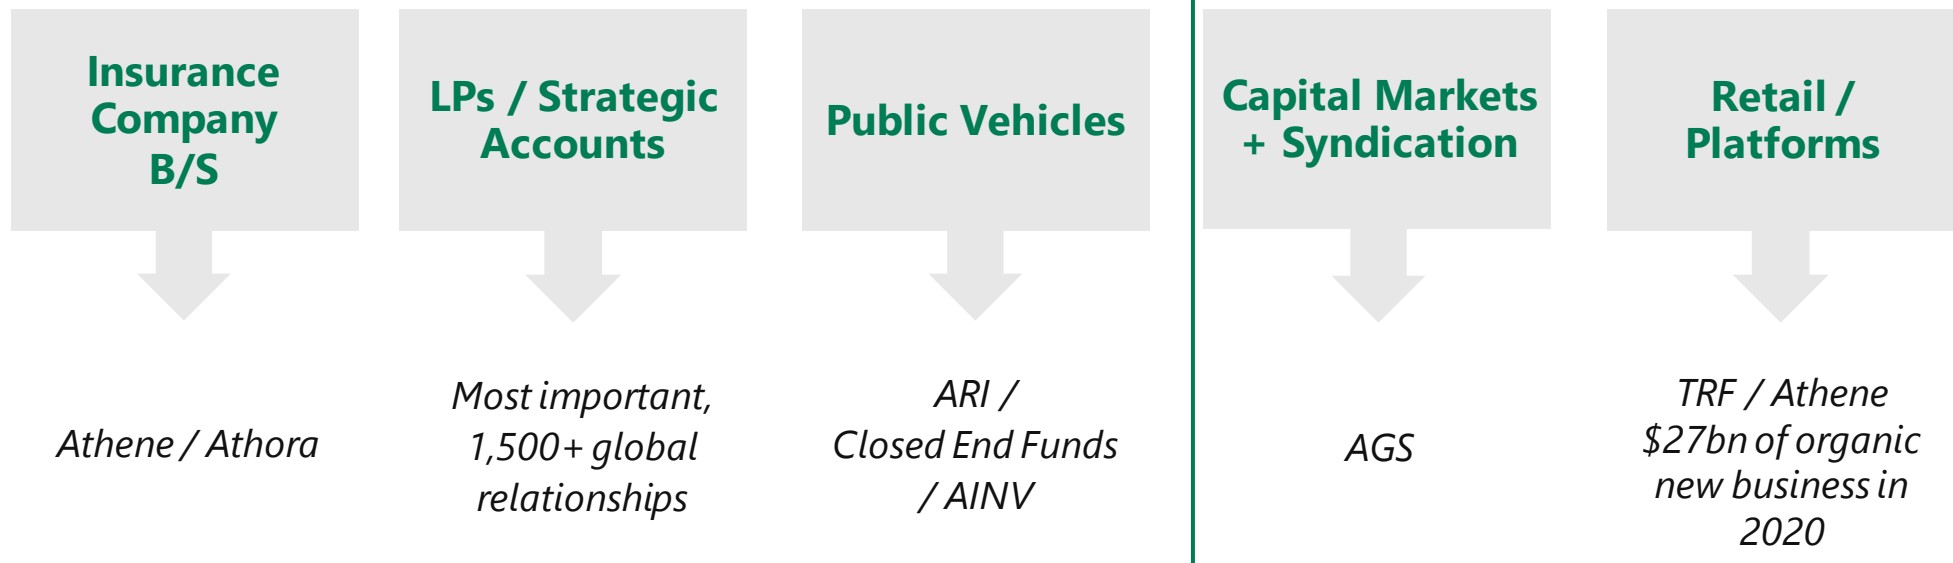 Insurance
Company
B/S
LPs / Strategic
Accounts
Public Vehicles
Capital Markets
+ Syndication
Retail /
Platforms
Athene / Athora
Most important,
1,500+ global
relationships
ARI /
Closed End Funds
/ AINV
AGS
TRF / Athene
$27bn of organic
new business in
2020